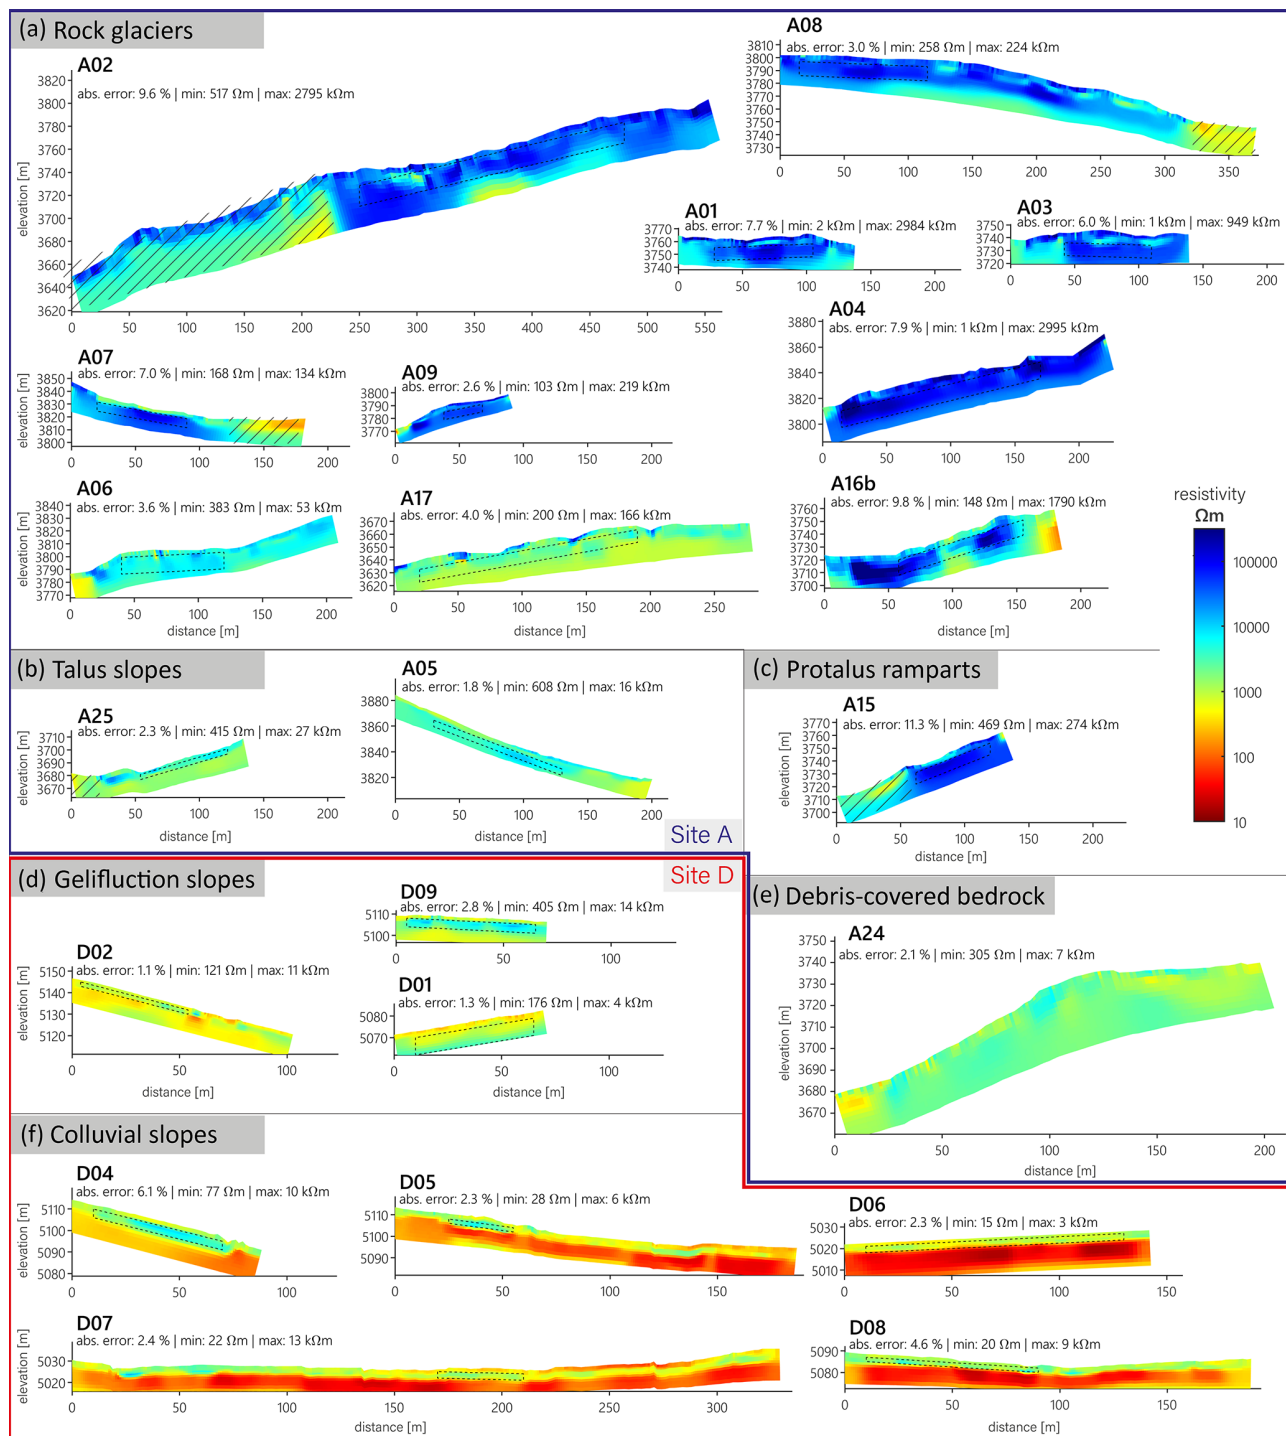 (a) Rock glaciers
A02
abs. error: 9.6 % | min: 517 Ωm | max: 2795 kΩm
elevation [m]
3820
3800
3780
3760
3740
3720
3700
3680
3660
3640
3620
0 50 100 150 200 250 300 350 400 450 500 550
A08
abs. error: 3.0 % | min: 258 Ωm | max: 224 kΩm
3810
3800
3790
3780
3770
3760
3750
3740
3730
0 50 100 150 200 250 300 350
A01
abs. error: 7.7 % | min: 2 kΩm | max: 2984 kΩm
3770
3760
3750
3740
0 50 100 150 200
A03
abs. error: 6.0 % | min: 1 kΩm | max: 949 kΩm
3750
3740
3730
3720
0 50 100 150 200
A07
abs. error: 7.0 % | min: 168 Ωm | max: 134 kΩm
elevation [m]
3850
3840
3830
3820
3810
3800
0 50 100 150 200
A09
abs. error: 2.6 % | min: 103 Ωm | max: 219 kΩm
3800
3790
3780
3770
0 50 100 150 200
A04
abs. error: 7.9 % | min: 1 kΩm | max: 2995 kΩm
3880
3860
3840
3820
3800
0 50 100 150 200
A06
abs. error: 3.6 % | min: 383 Ωm | max: 53 kΩm
elevation [m]
3840
3830
3820
3810
3800
3790
3780
3770
0 50 100 150 200
distance [m]
A17
abs. error: 4.0 % | min: 200 Ωm | max: 166 kΩm
3670
3660
3650
3640
3630
3620
0 50 100 150 200 250
distance [m]
A16b
abs. error: 9.8 % | min: 148 Ωm | max: 1790 kΩm
3760
3750
3740
3730
3720
3710
3700
0 50 100 150 200
distance [m]
resistivity
Ωm
100000
10000
1000
100
10
(b) Talus slopes
A25
abs. error: 2.3 % | min: 415 Ωm | max: 27 kΩm
elevation [m]
3710
3700
3690
3680
3670
0 50 100 150 200
distance [m]
A05
abs. error: 1.8 % | min: 608 Ωm | max: 16 kΩm
3880
3860
3840
3820
0 50 100 150 200
distance [m]
Site A
(c) Protalus ramparts
A15
abs. error: 11.3 % | min: 469 Ωm | max: 274 kΩm
elevation [m]
3770
3760
3750
3740
3730
3720
3710
3700
0 50 100 150 200
distance [m]
(d) Gelifluction slopes
Site D
D02
abs. error: 1.1 % | min: 121 Ωm | max: 11 kΩm
elevation [m]
5150
5140
5130
5120
0 50 100
distance [m]
D09
abs. error: 2.8 % | min: 405 Ωm | max: 14 kΩm
5110
5100
0 50 100
D01
abs. error: 1.3 % | min: 176 Ωm | max: 4 kΩm
5080
5070
0 50 100
distance [m]
(e) Debris-covered bedrock
A24
abs. error: 2.1 % | min: 305 Ωm | max: 7 kΩm
elevation [m]
3750
3740
3730
3720
3710
3700
3690
3680
3670
0 50 100 150 200
distance [m]
(f) Colluvial slopes
D04
abs. error: 6.1 % | min: 77 Ωm | max: 10 kΩm
elevation [m]
5110
5100
5090
5080
0 50 100
D05
abs. error: 2.3 % | min: 28 Ωm | max: 6 kΩm
5110
5100
5090
0 50 100 150
D06
abs. error: 2.3 % | min: 15 Ωm | max: 3 kΩm
5030
5020
5010
0 50 100 150
D07
abs. error: 2.4 % | min: 22 Ωm | max: 13 kΩm
elevation [m]
5030
5020
0 50 100 150 200 250 300
distance [m]
D08
abs. error: 4.6 % | min: 20 Ωm | max: 9 kΩm
5090
5080
0 50 100 150
distance [m]